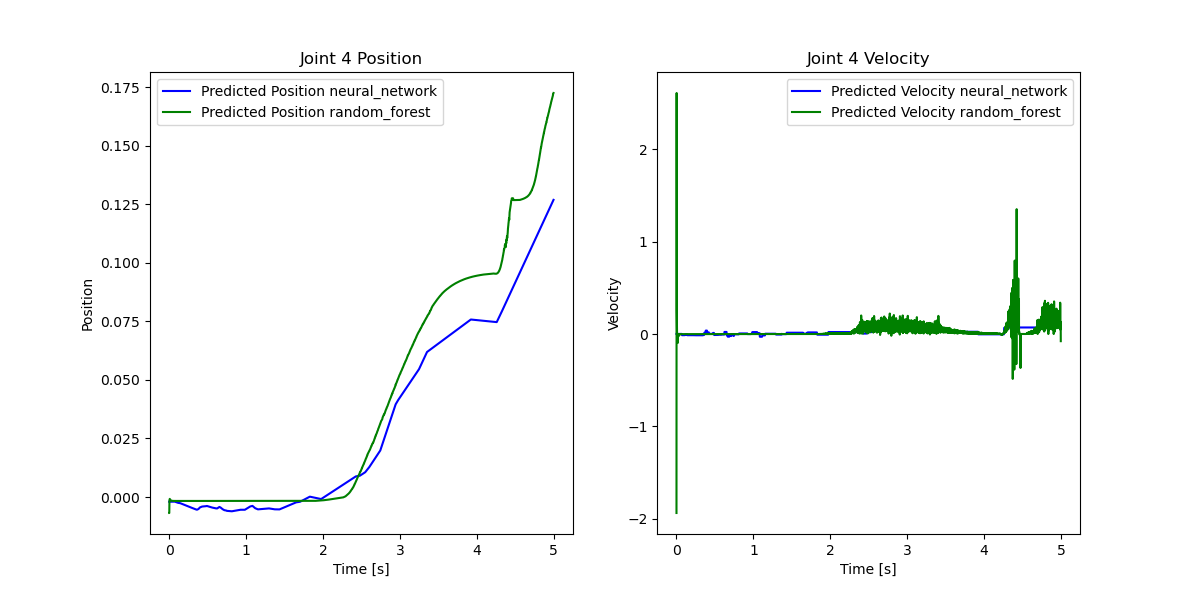 Joint 4 Position
Predicted Position neural_network
Predicted Position random_forest
0.175
0.150
0.125
0.100
0.075
0.050
0.025
0.000
Position
0 1 2 3 4 5
Time [s]
Joint 4 Velocity
Predicted Velocity neural_network
Predicted Velocity random_forest
2
1
0
−1
−2
Velocity
0 1 2 3 4 5
Time [s]